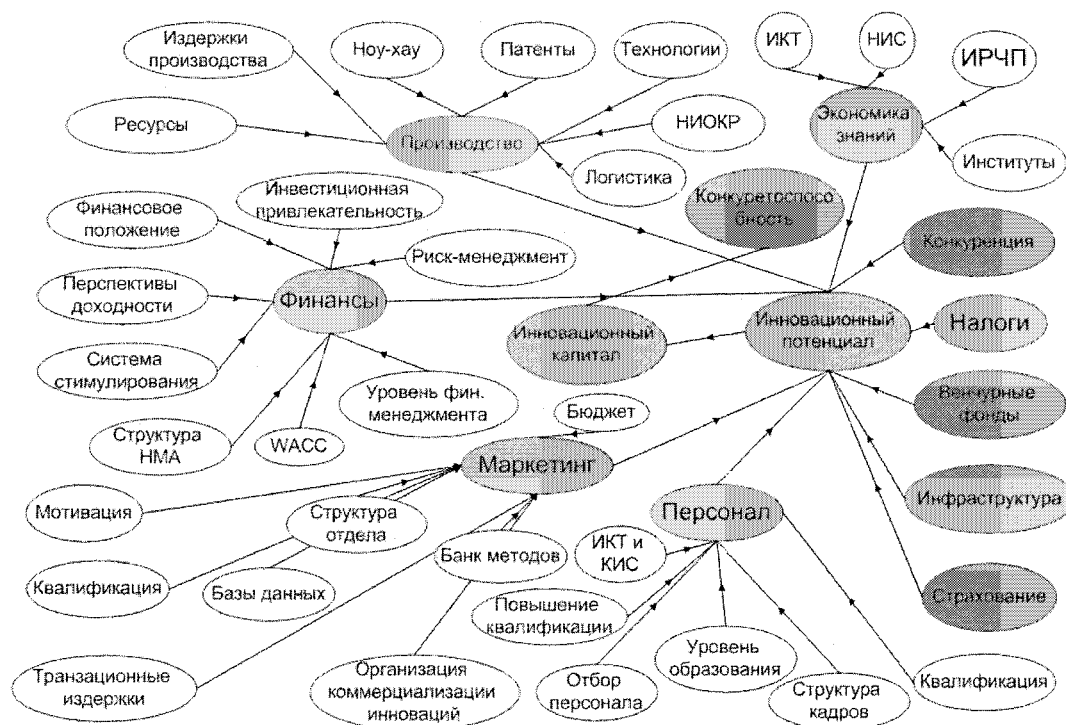 Издержки
производства
Ноу-хау
Патенты
Технологии
ИКТ
НИС
ИРЧП
Ресурсы
Производство
НИОКР
Экономика
знаний
Институты
Логистика
Инвестиционная
привлекательность
Финансовое
положение
Конкуретоспосо
бность
Конкуренция
Риск-менеджмент
Перспективы
доходности
Финансы
Инновационный
капитал
Инновационный
потенциал
Налоги
Система
стимулирования
Уровень фин.
менеджмента
Венчурные
фонды
Бюджет
Структура
НМА
WACC
Маркетинг
Мотивация
Структура
отдела
Персонал
Инфраструктура
Банк методов
ИКТ и
КИС
Квалификация
Базы данных
Повышение
квалификации
Страхование
Транзационные
издержки
Организация
коммерциализации
инноваций
Отбор
персонала
Уровень
образования
Структура
кадров
Квалификация